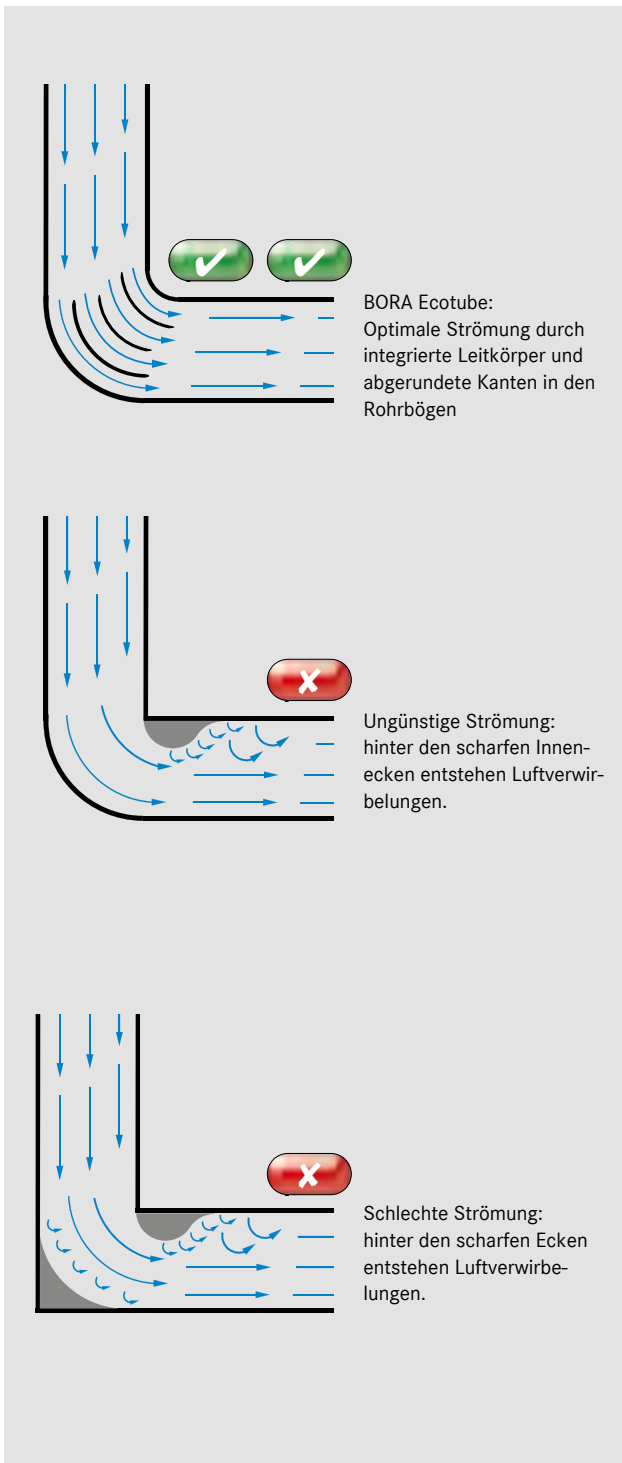 BORA Ecotube:
Optimale Strömung durch
integrierte Leitkörper und
abgerundete Kanten in den
Rohrbögen
Ungünstige Strömung:
hinter den scharfen Innen-
ecken entstehen Luftverwir-
belungen.
Schlechte Strömung:
hinter den scharfen Ecken
entstehen Luftverwirbe-
lungen.